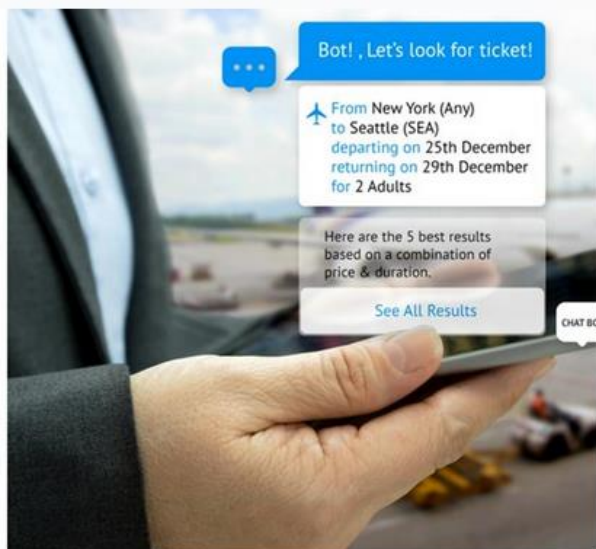 Bot! , Let's look for ticket!
From New York (Any)
to Seattle (SEA)
departing on 25th December
returning on 29th December
for 2 Adults
Here are the 5 best results
based on a combination of
price & duration.
See All Results
CHAT BO